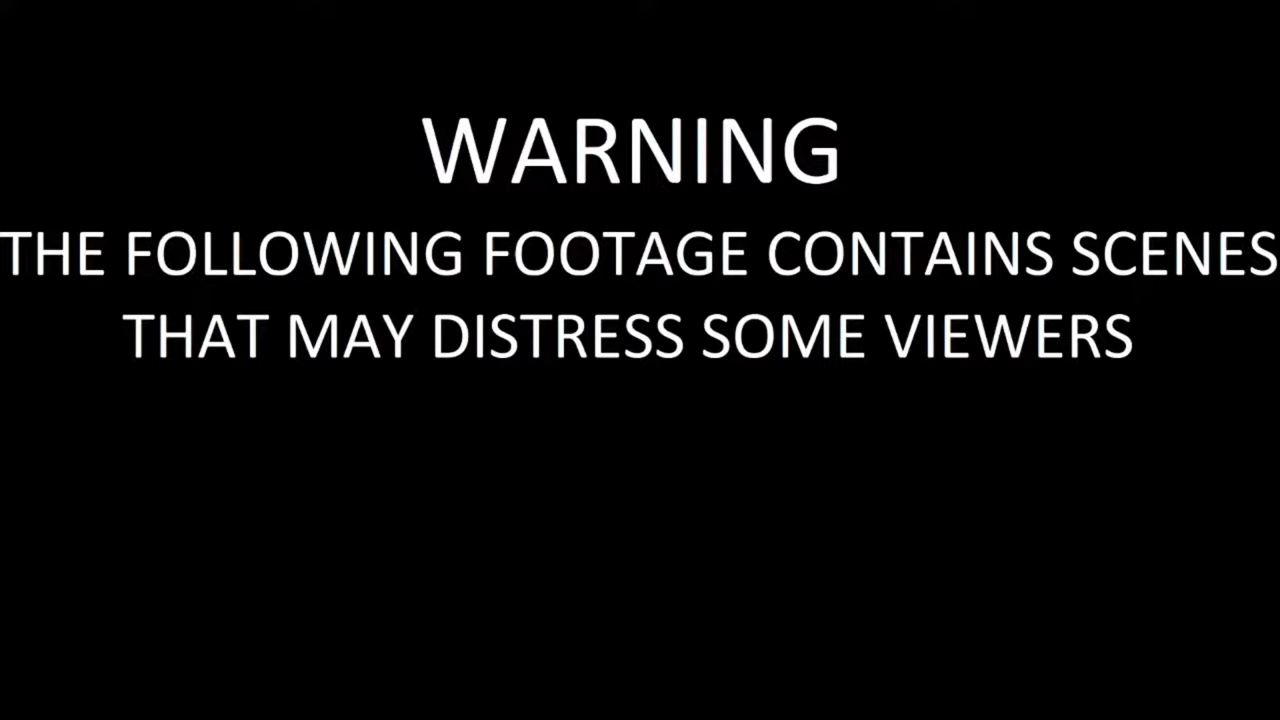 WARNING
THE FOLLOWING FOOTAGE CONTAINS SCENES
THAT MAY DISTRESS SOME VIEWERS